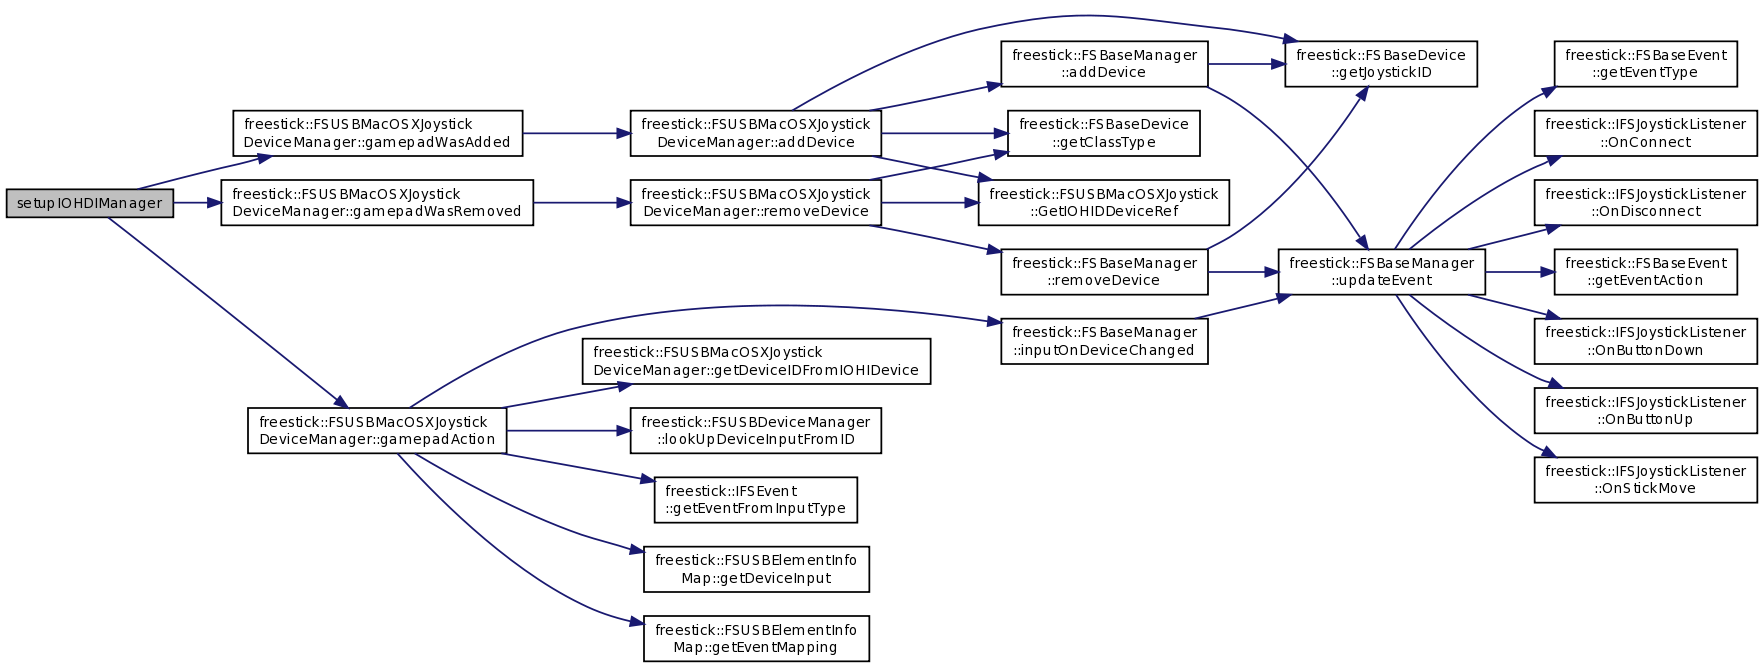 setupIOHDIManager
freestick::FSUSBMacOSXJoystick
DeviceManager::gamepadWasAdded
freestick::FSUSBMacOSXJoystick
DeviceManager::gamepadWasRemoved
freestick::FSUSBMacOSXJoystick
DeviceManager::gamepadAction
freestick::FSUSBMacOSXJoystick
DeviceManager::addDevice
freestick::FSUSBMacOSXJoystick
DeviceManager::removeDevice
freestick::FSUSBMacOSXJoystick
DeviceManager::getDeviceIDFromIOHIDevice
freestick::FSUSBDeviceManager
::lookUpDeviceInputFromID
freestick::IFSEvent
::getEventFromInputType
freestick::FSUSBElementInfo
Map::getDeviceInput
freestick::FSUSBElementInfo
Map::getEventMapping
freestick::FSBaseManager
::addDevice
freestick::FSBaseDevice
::getClassType
freestick::FSUSBMacOSXJoystick
::GetIOHIDDeviceRef
freestick::FSBaseManager
::removeDevice
freestick::FSBaseManager
::inputOnDeviceChanged
freestick::FSBaseDevice
::getJoystickID
freestick::FSBaseManager
::updateEvent
freestick::FSBaseEvent
::getEventType
freestick::IFSJoystickListener
::OnConnect
freestick::IFSJoystickListener
::OnDisconnect
freestick::FSBaseEvent
::getEventAction
freestick::IFSJoystickListener
::OnButtonDown
freestick::IFSJoystickListener
::OnButtonUp
freestick::IFSJoystickListener
::OnStickMove